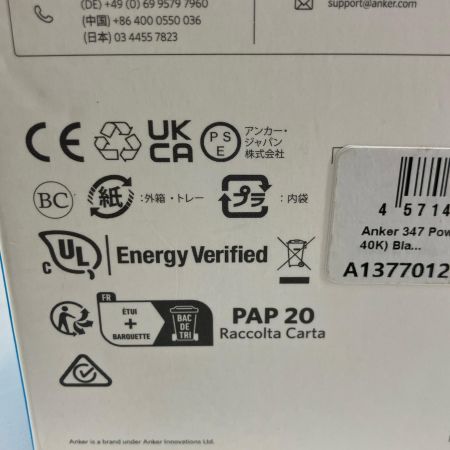 (DE) +49 (0) 69 9579 7960
(中国) +86 400 0550 036
(日本) 03 4455 7823
support@anker.com
CE
UK
CA
P S
E
アンカー・
ジャパン
株式会社
BC
紙
:外箱・トレー
プラ
:内袋
4 5714
Anker 347 Pow
40K) Bla...
A1377012
C UL
Energy Verified
FR
ÉTUI
+
BARQUETTE
BAC
DE
TRI
PAP 20
Raccolta Carta
Anker is a brand under Anker Innovations Ltd.